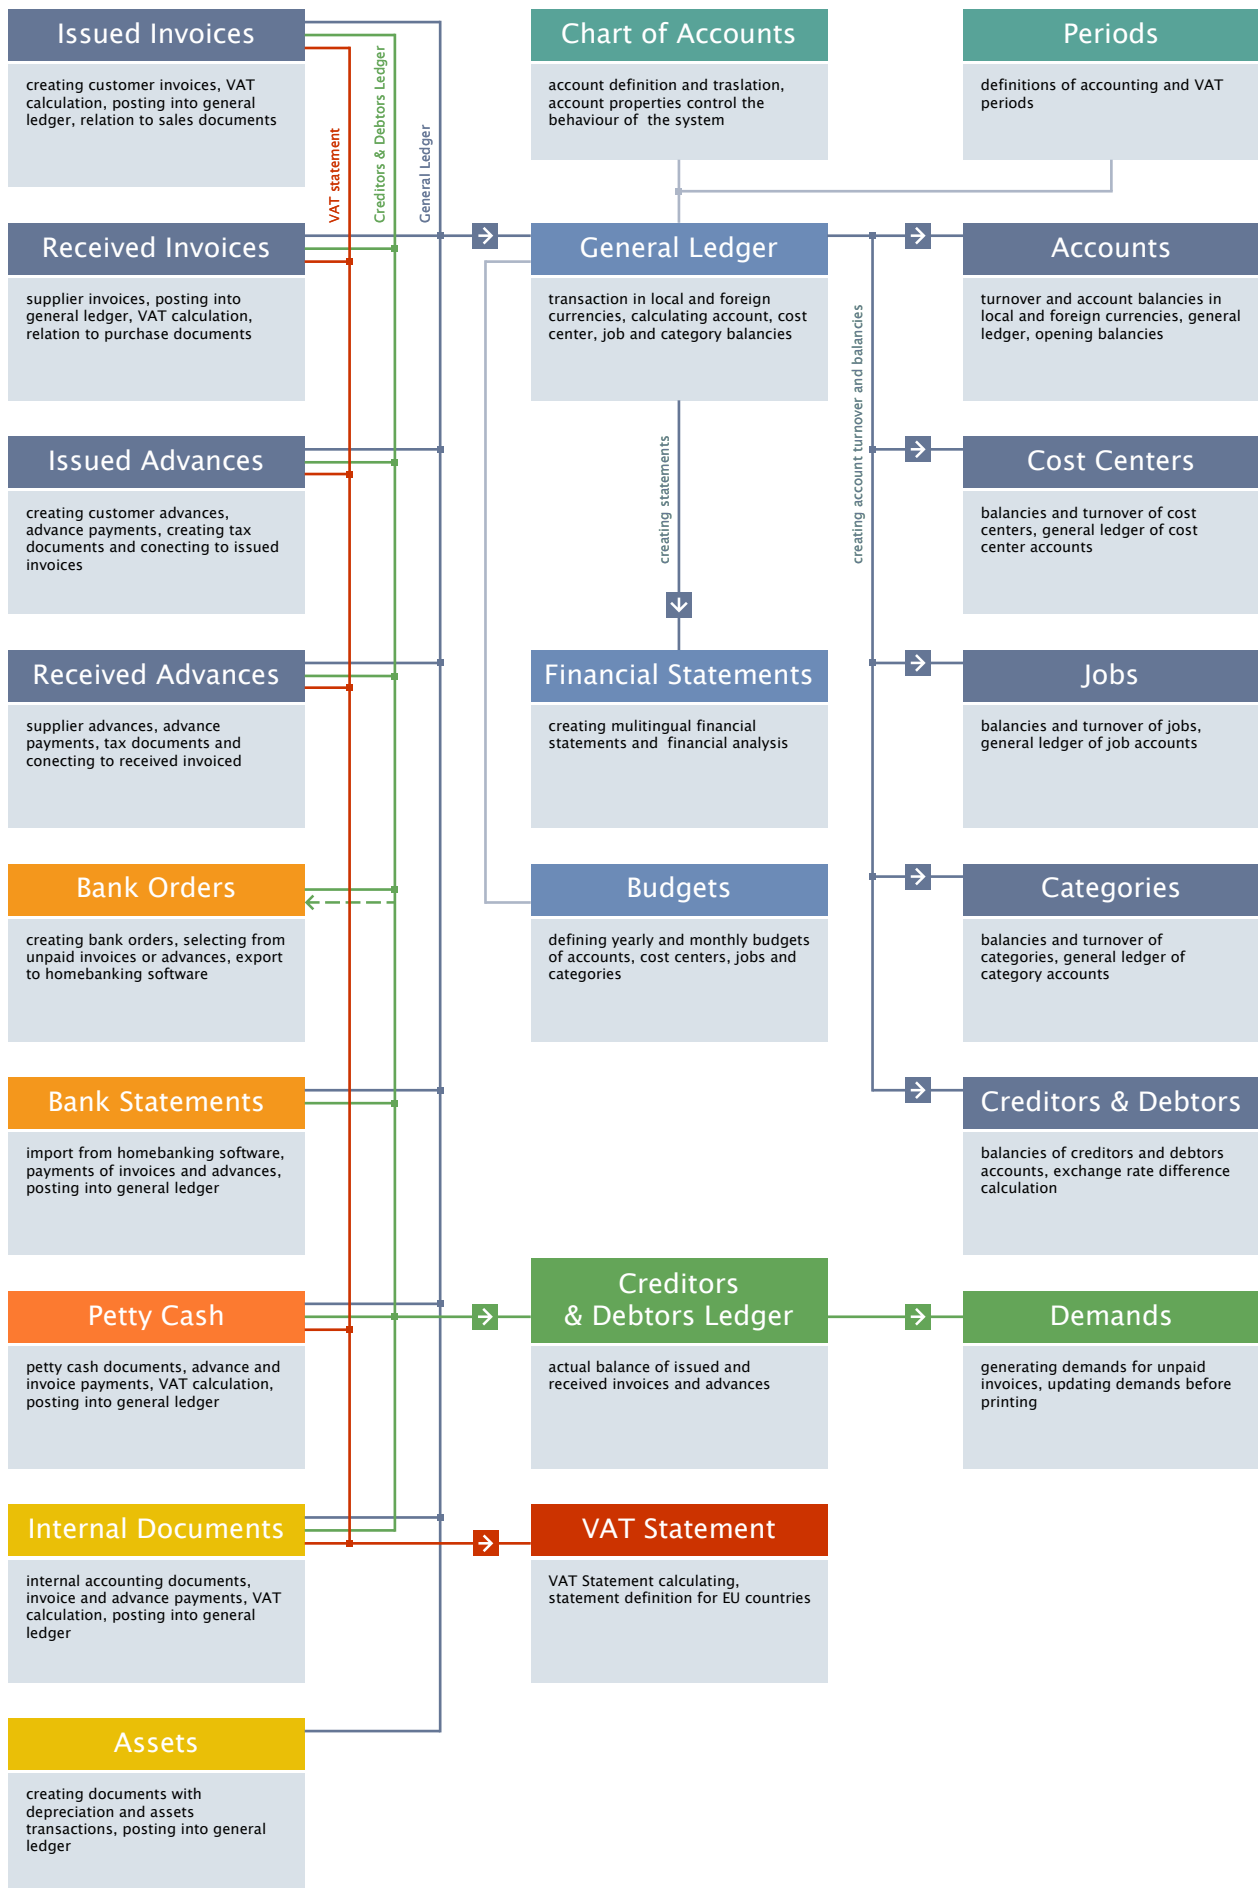 Issued Invoices
creating customer invoices, VAT
calculation, posting into general
ledger, relation to sales documents
VAT statement
Creditors & Debtors Ledger
General Ledger
Chart of Accounts
account definition and traslation,
account properties control the
behaviour of the system
Periods
definitions of accounting and VAT
periods
Received Invoices
supplier invoices, posting into
general ledger, VAT calculation,
relation to purchase documents
General Ledger
transaction in local and foreign
currencies, calculating account, cost
center, job and category balancies
creating statements
creating account turnover and balancies
Accounts
turnover and account balancies in
local and foreign currencies, general
ledger, opening balancies
Issued Advances
creating customer advances,
advance payments, creating tax
documents and conecting to issued
invoices
Cost Centers
balancies and turnover of cost
centers, general ledger of cost
center accounts
Received Advances
supplier advances, advance
payments, tax documents and
conecting to received invoiced
Financial Statements
creating mulitingual financial
statements and financial analysis
Jobs
balancies and turnover of jobs,
general ledger of job accounts
Bank Orders
creating bank orders, selecting from
unpaid invoices or advances, export
to homebanking software
Budgets
defining yearly and monthly budgets
of accounts, cost centers, jobs and
categories
Categories
balancies and turnover of
categories, general ledger of
category accounts
Bank Statements
import from homebanking software,
payments of invoices and advances,
posting into general ledger
Creditors & Debtors
balancies of creditors and debtors
accounts, exchange rate difference
calculation
Petty Cash
petty cash documents, advance and
invoice payments, VAT calculation,
posting into general ledger
Creditors
& Debtors Ledger
actual balance of issued and
received invoices and advances
Demands
generating demands for unpaid
invoices, updating demands before
printing
Internal Documents
internal accounting documents,
invoice and advance payments, VAT
calculation, posting into general
ledger
VAT Statement
VAT Statement calculating,
statement definition for EU countries
Assets
creating documents with
depreciation and assets
transactions, posting into general
ledger